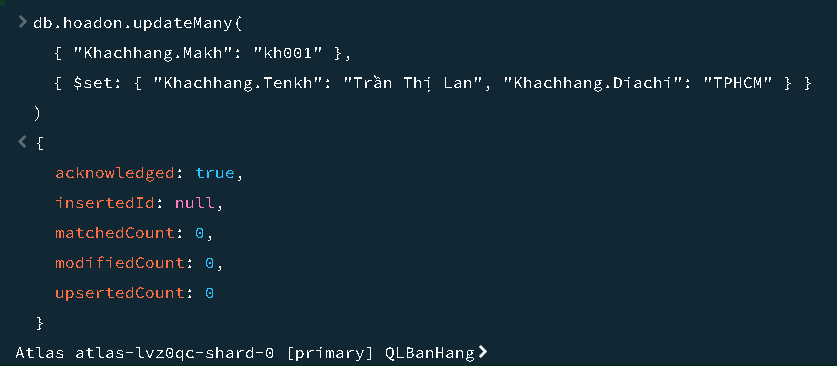 > db.hoadon.updateMany(
{ "Khachhang.Makh": "kh001" },
{ $set: { "Khachhang.Tenkh": "Trần Thị Lan", "Khachhang.Diachi": "TPHCM" } }
)
< {
acknowledged: true,
insertedId: null,
matchedCount: 0,
modifiedCount: 0,
upsertedCount: 0
}
Atlas atlas-lvz0qc-shard-0 [primary] QLBanHang>